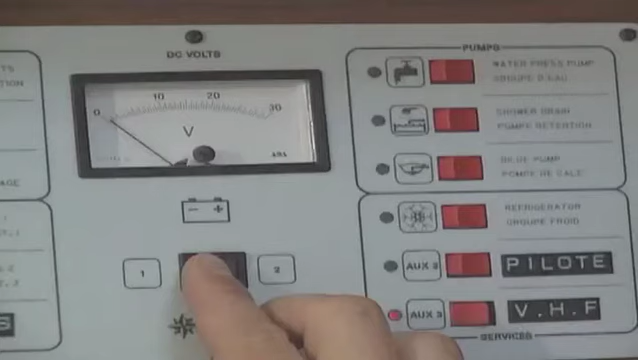 DC VOLTS
0 10 20 30
V
- +
1
2
PUMPS
WATER PRESS PUMP
GROUPE D EAU
SHOWER DRAIN
POMPE RETENTION
BILGE PUMP
POMPE DE CALE
REFRIGERATOR
GROUPE FROID
AUX 2
PILOTE
AUX 3
V.H.F
SERVICES